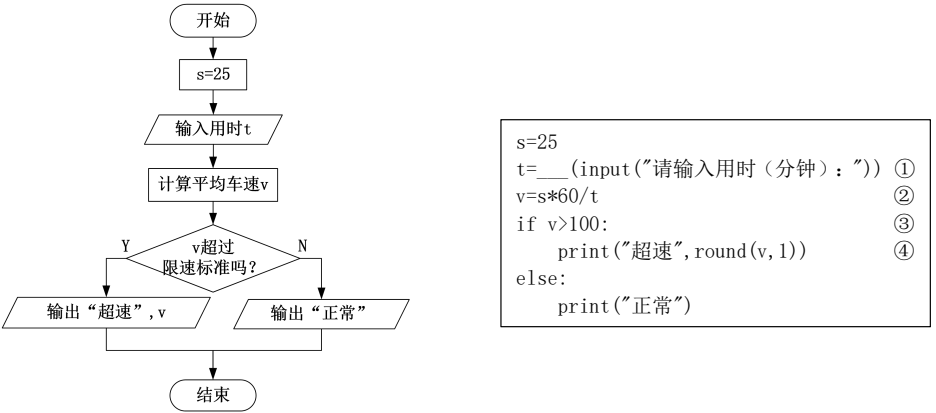 开始
s=25
输入用时t
计算平均车速v
v超过
限速标准吗?
Y
N
输出“超速”,v
输出“正常”
结束
s=25
t=___(input("请输入用时（分钟）：")) ①
v=s*60/t ②
if v>100: ③
print("超速",round(v,1)) ④
else:
print("正常")